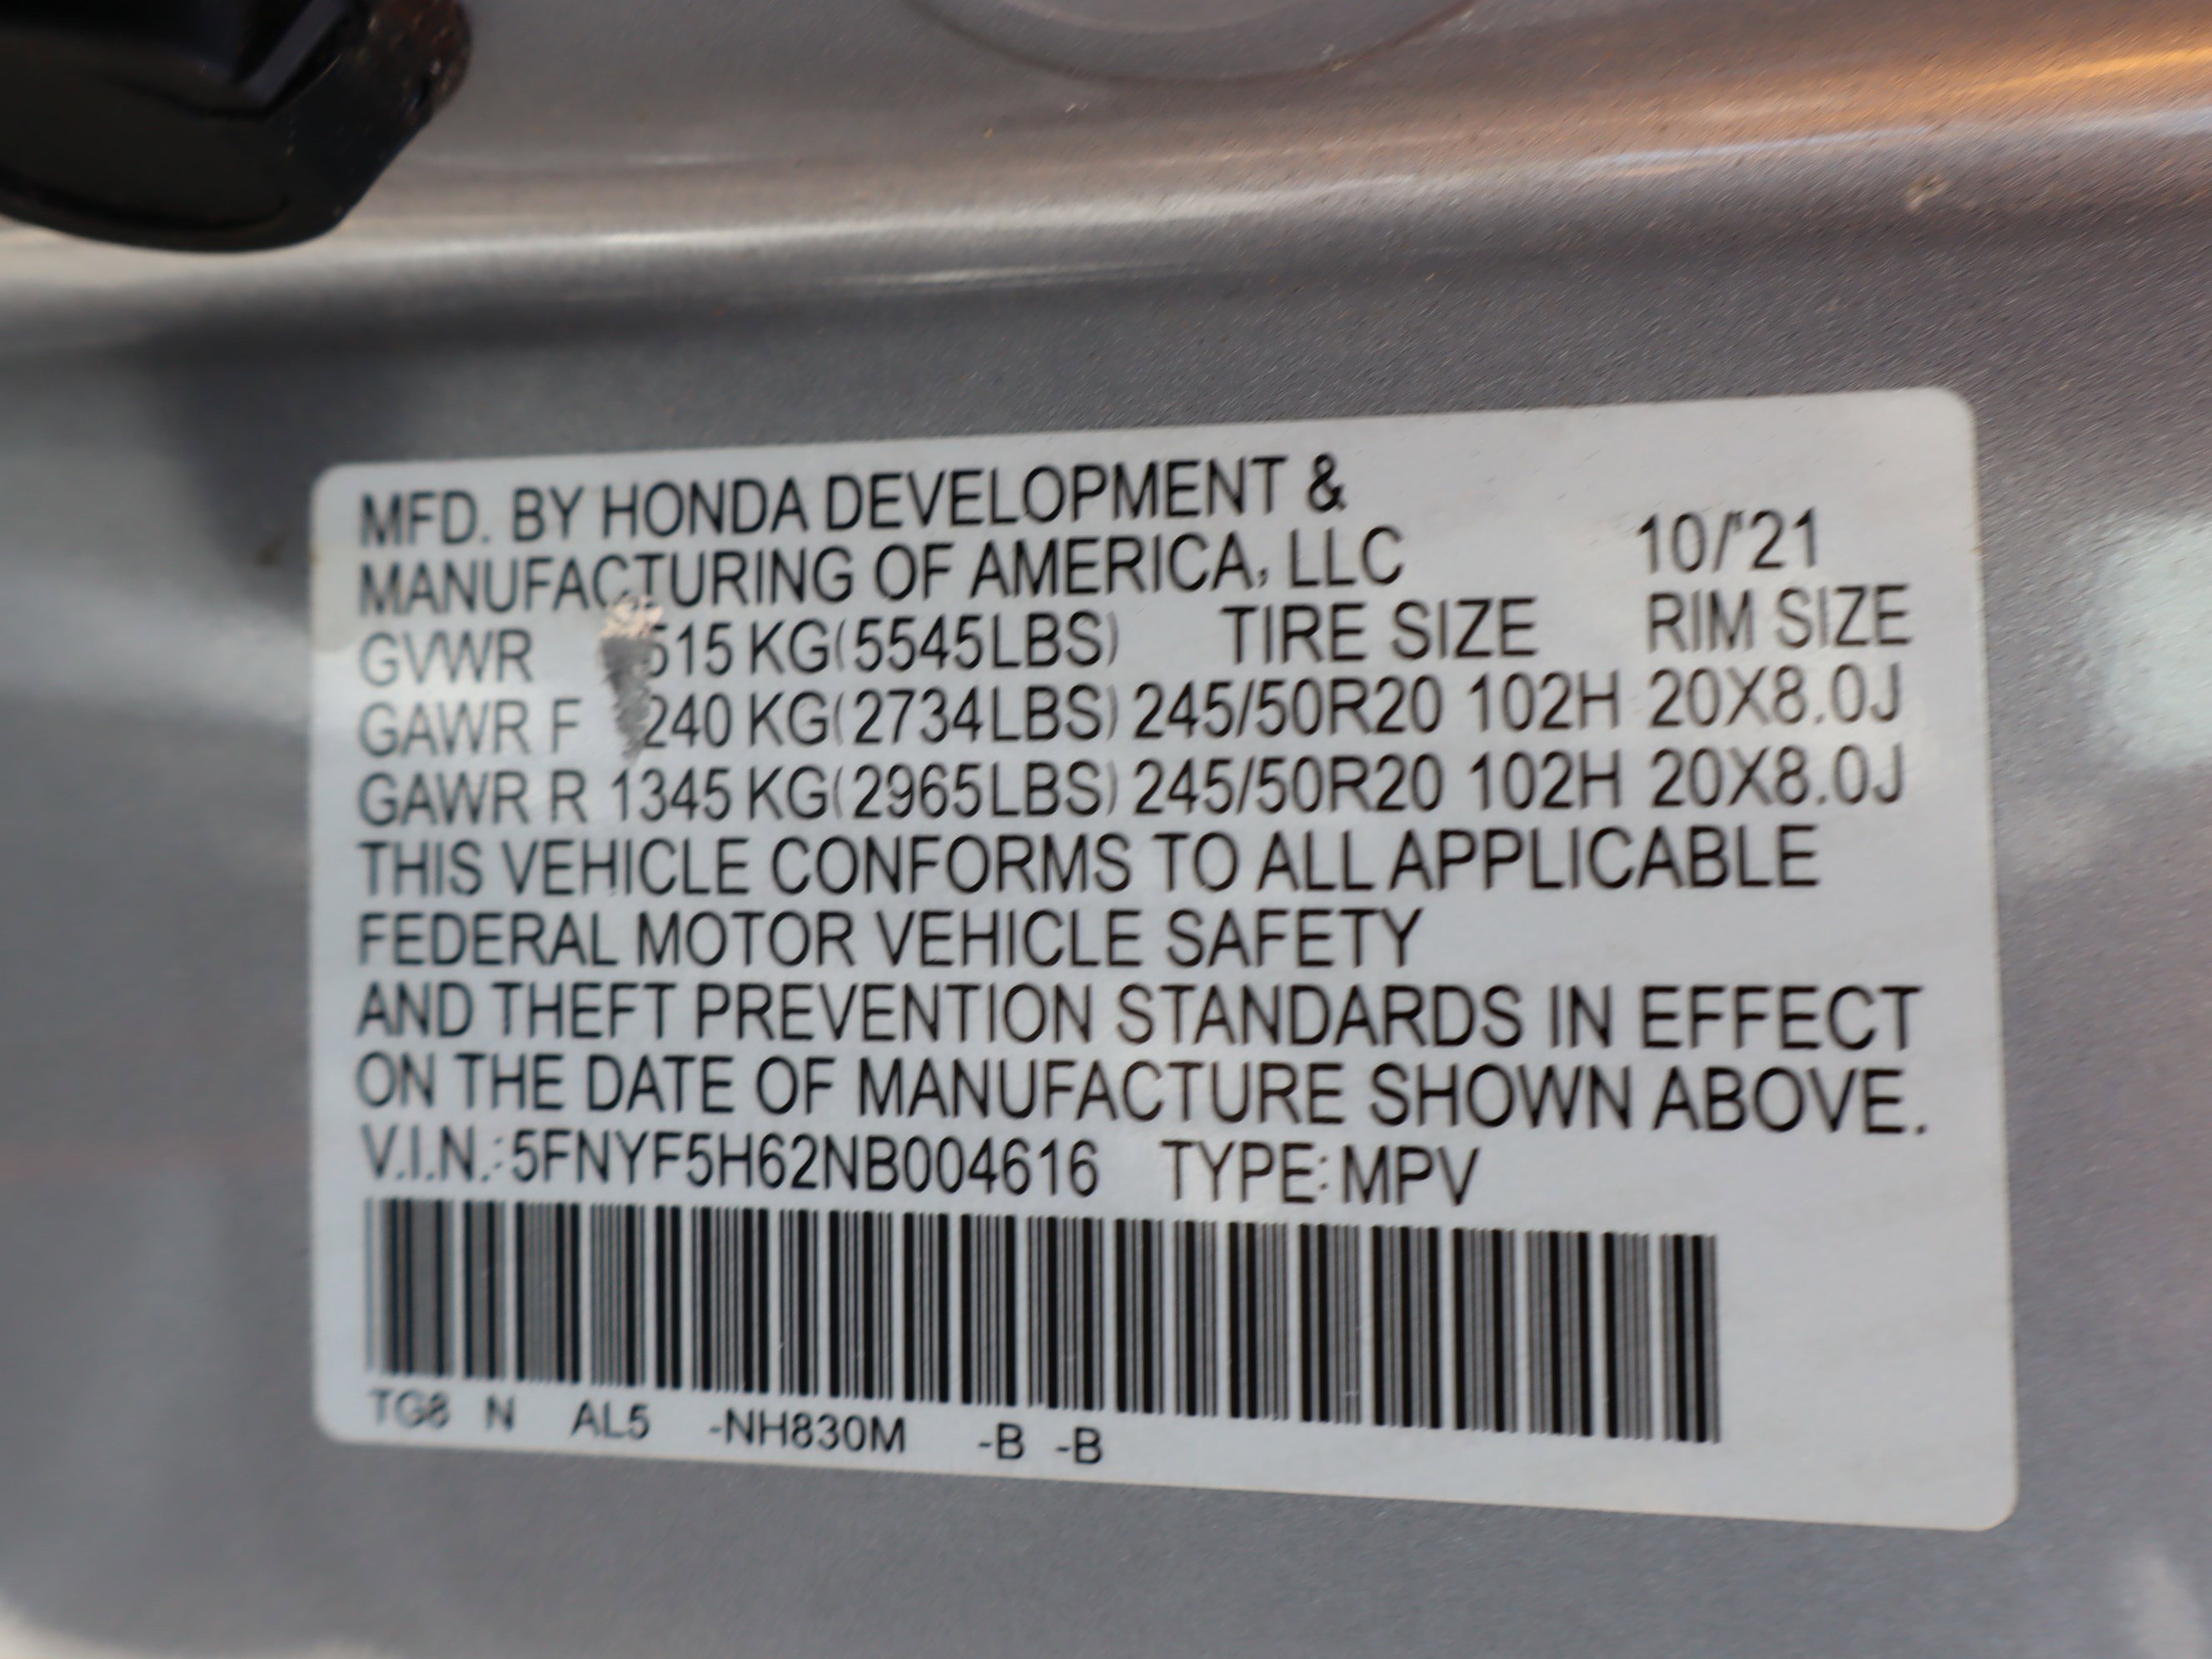 MFD. BY HONDA DEVELOPMENT &
MANUFACTURING OF AMERICA, LLC 10/'21
GVWR 515 KG(5545LBS) TIRE SIZE RIM SIZE
GAWR F 240 KG(2734LBS) 245/50R20 102H 20X8.0J
GAWR R 1345 KG(2965LBS) 245/50R20 102H 20X8.0J
THIS VEHICLE CONFORMS TO ALL APPLICABLE
FEDERAL MOTOR VEHICLE SAFETY
AND THEFT PREVENTION STANDARDS IN EFFECT
ON THE DATE OF MANUFACTURE SHOWN ABOVE.
V.I.N.: 5FNYF5H62NB004616 TYPE: MPV
TG8 N AL5 -NH830M -B -B